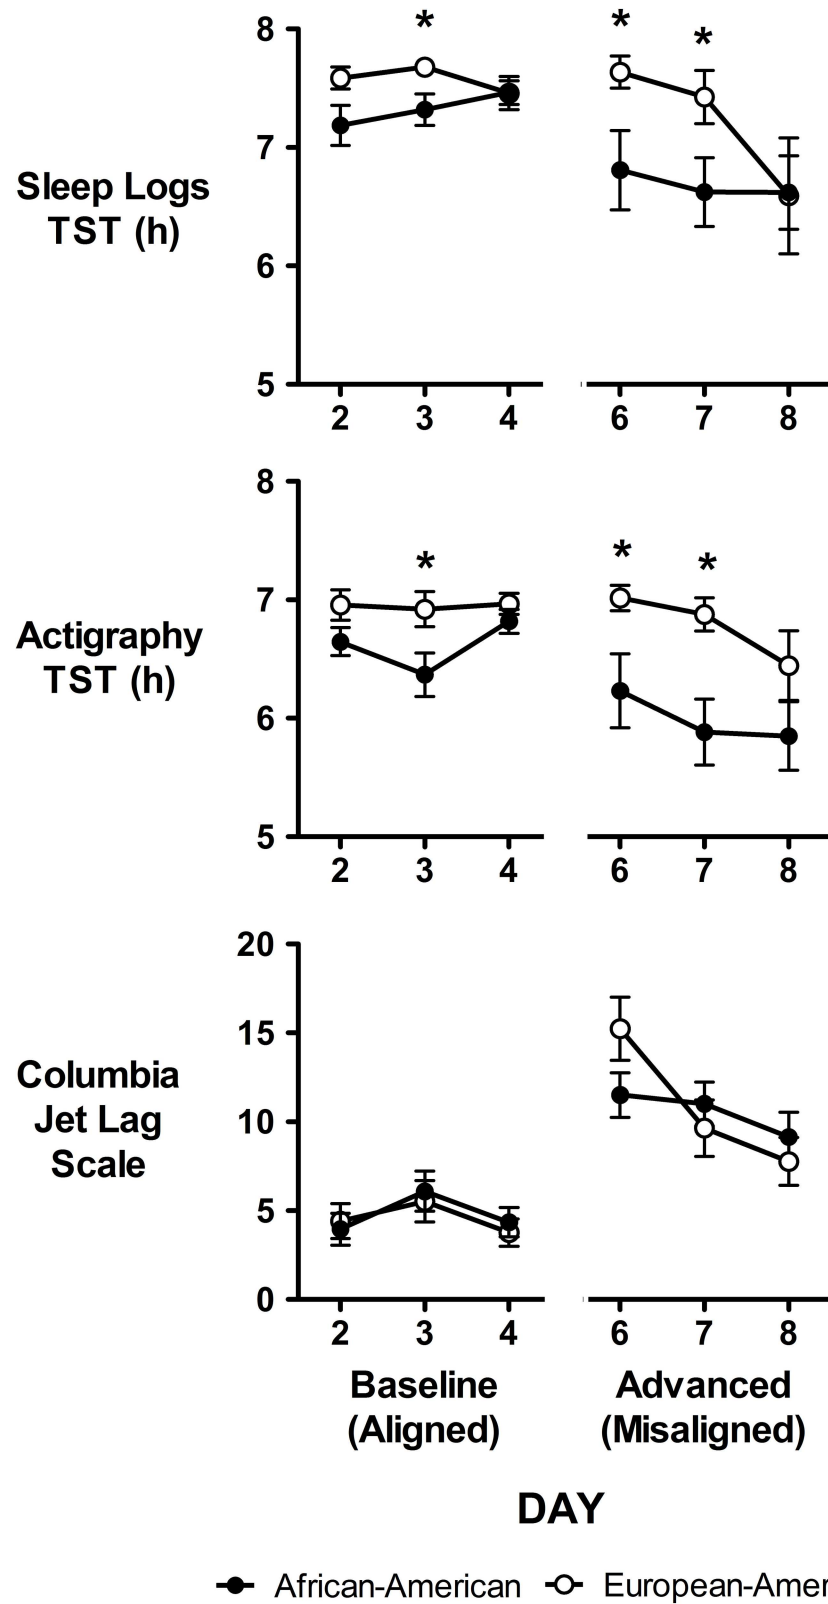 8
*
*
*
7
Sleep Logs
TST (h)
6
5
2 3 4 6 7 8
8
*
*
*
7
Actigraphy
TST (h)
6
5
2 3 4 6 7 8
20
15
Columbia
Jet Lag
Scale
10
5
0
2 3 4 6 7 8
Baseline
(Aligned)
Advanced
(Misaligned)
DAY
African-American European-Amer